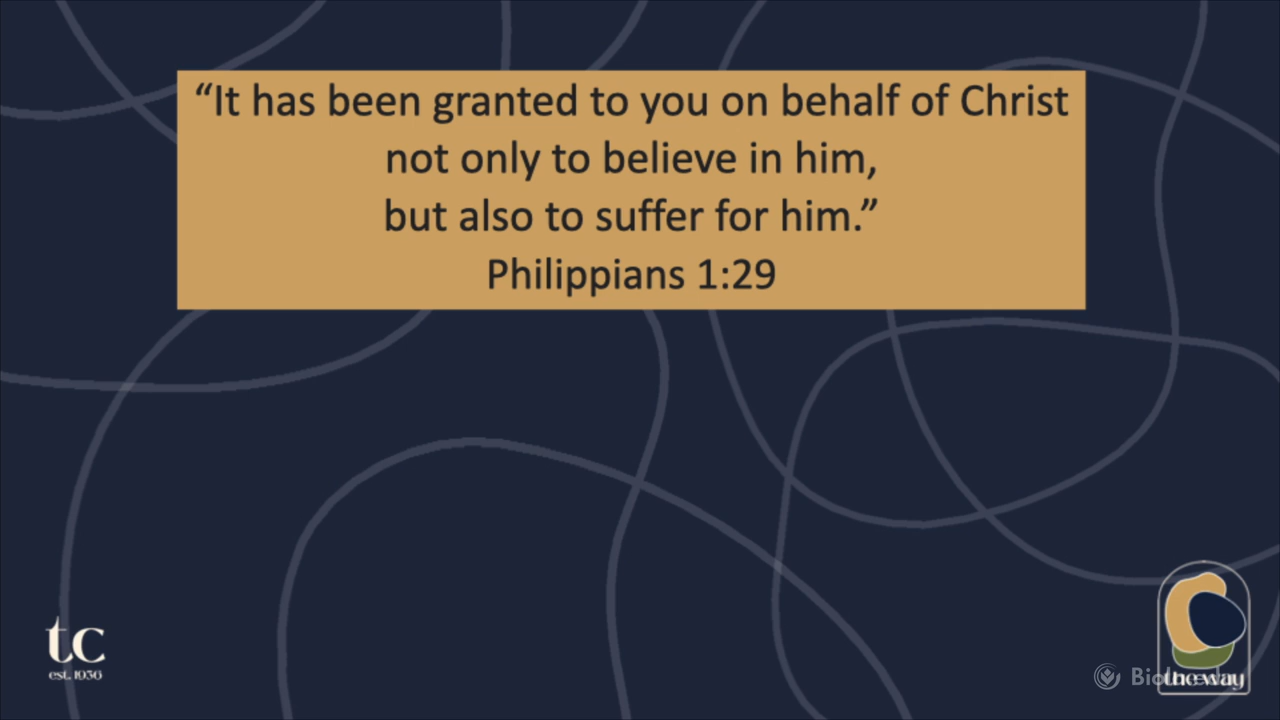 “It has been granted to you on behalf of Christ
not only to believe in him,
but also to suffer for him.”
Philippians 1:29
tc
est. 1936
the way